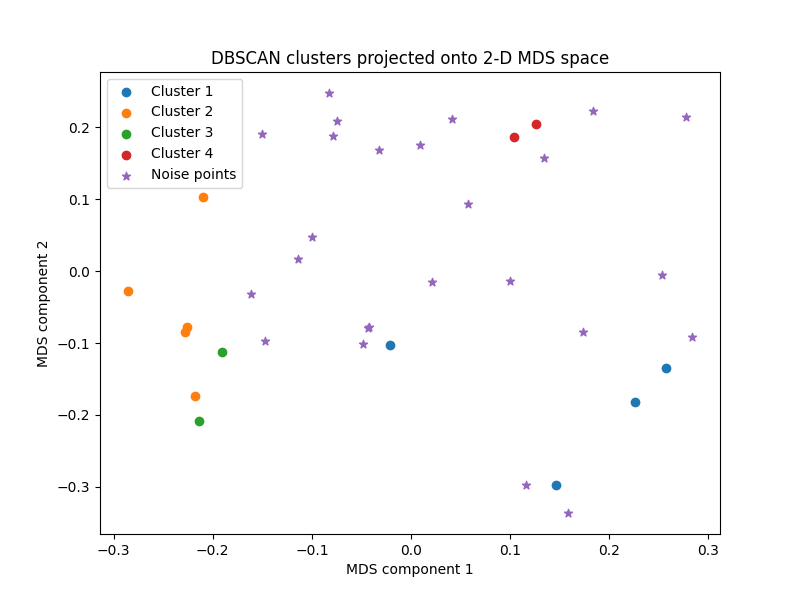 DBSCAN clusters projected onto 2-D MDS space
Cluster 1
Cluster 2
Cluster 3
Cluster 4
Noise points
MDS component 2
0.2
0.1
0.0
−0.1
−0.2
−0.3
−0.3
−0.2
−0.1
0.0
0.1
0.2
0.3
MDS component 1